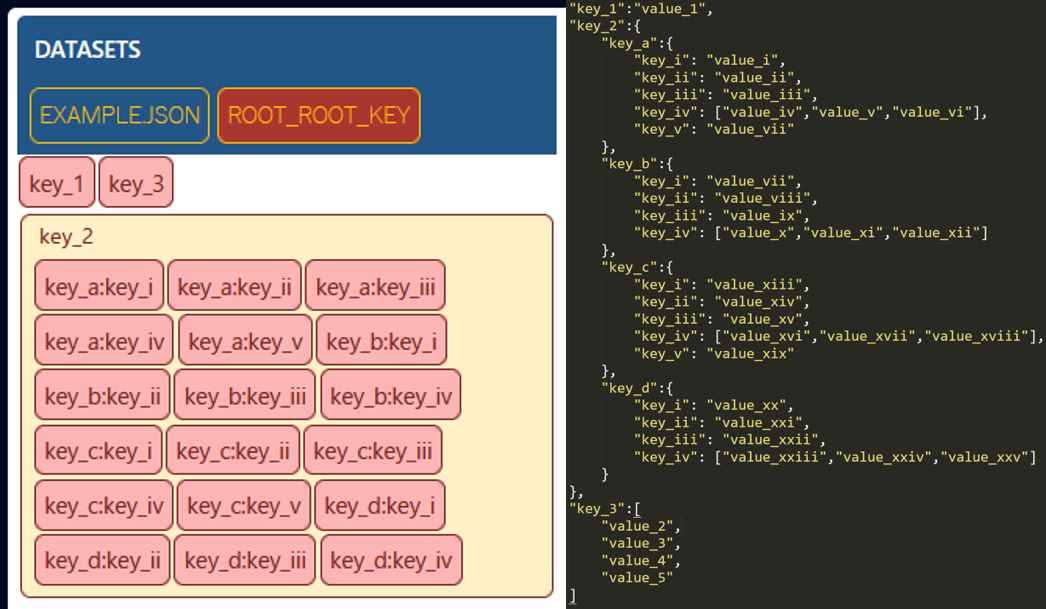 DATASETS
EXAMPLE.JSON ROOT_ROOT_KEY
key_1 key_3
key_2
key_a:key_i key_a:key_ii key_a:key_iii
key_a:key_iv key_a:key_v key_b:key_i
key_b:key_ii key_b:key_iii key_b:key_iv
key_c:key_i key_c:key_ii key_c:key_iii
key_c:key_iv key_c:key_v key_d:key_i
key_d:key_ii key_d:key_iii key_d:key_iv
"key_1":"value_1",
"key_2":{
"key_a":{
"key_i": "value_i",
"key_ii": "value_ii",
"key_iii": "value_iii",
"key_iv": ["value_iv","value_v","value_vi"],
"key_v": "value_vii"
},
"key_b":{
"key_i": "value_vii",
"key_ii": "value_viii",
"key_iii": "value_ix",
"key_iv": ["value_x","value_xi","value_xii"]
},
"key_c":{
"key_i": "value_xiii",
"key_ii": "value_xiv",
"key_iii": "value_xv",
"key_iv": ["value_xvi","value_xvii","value_xviii"],
"key_v": "value_xix"
},
"key_d":{
"key_i": "value_xx",
"key_ii": "value_xxi",
"key_iii": "value_xxii",
"key_iv": ["value_xxiii","value_xxiv","value_xxv"]
}
},
"key_3":[
"value_2",
"value_3",
"value_4",
"value_5"
]